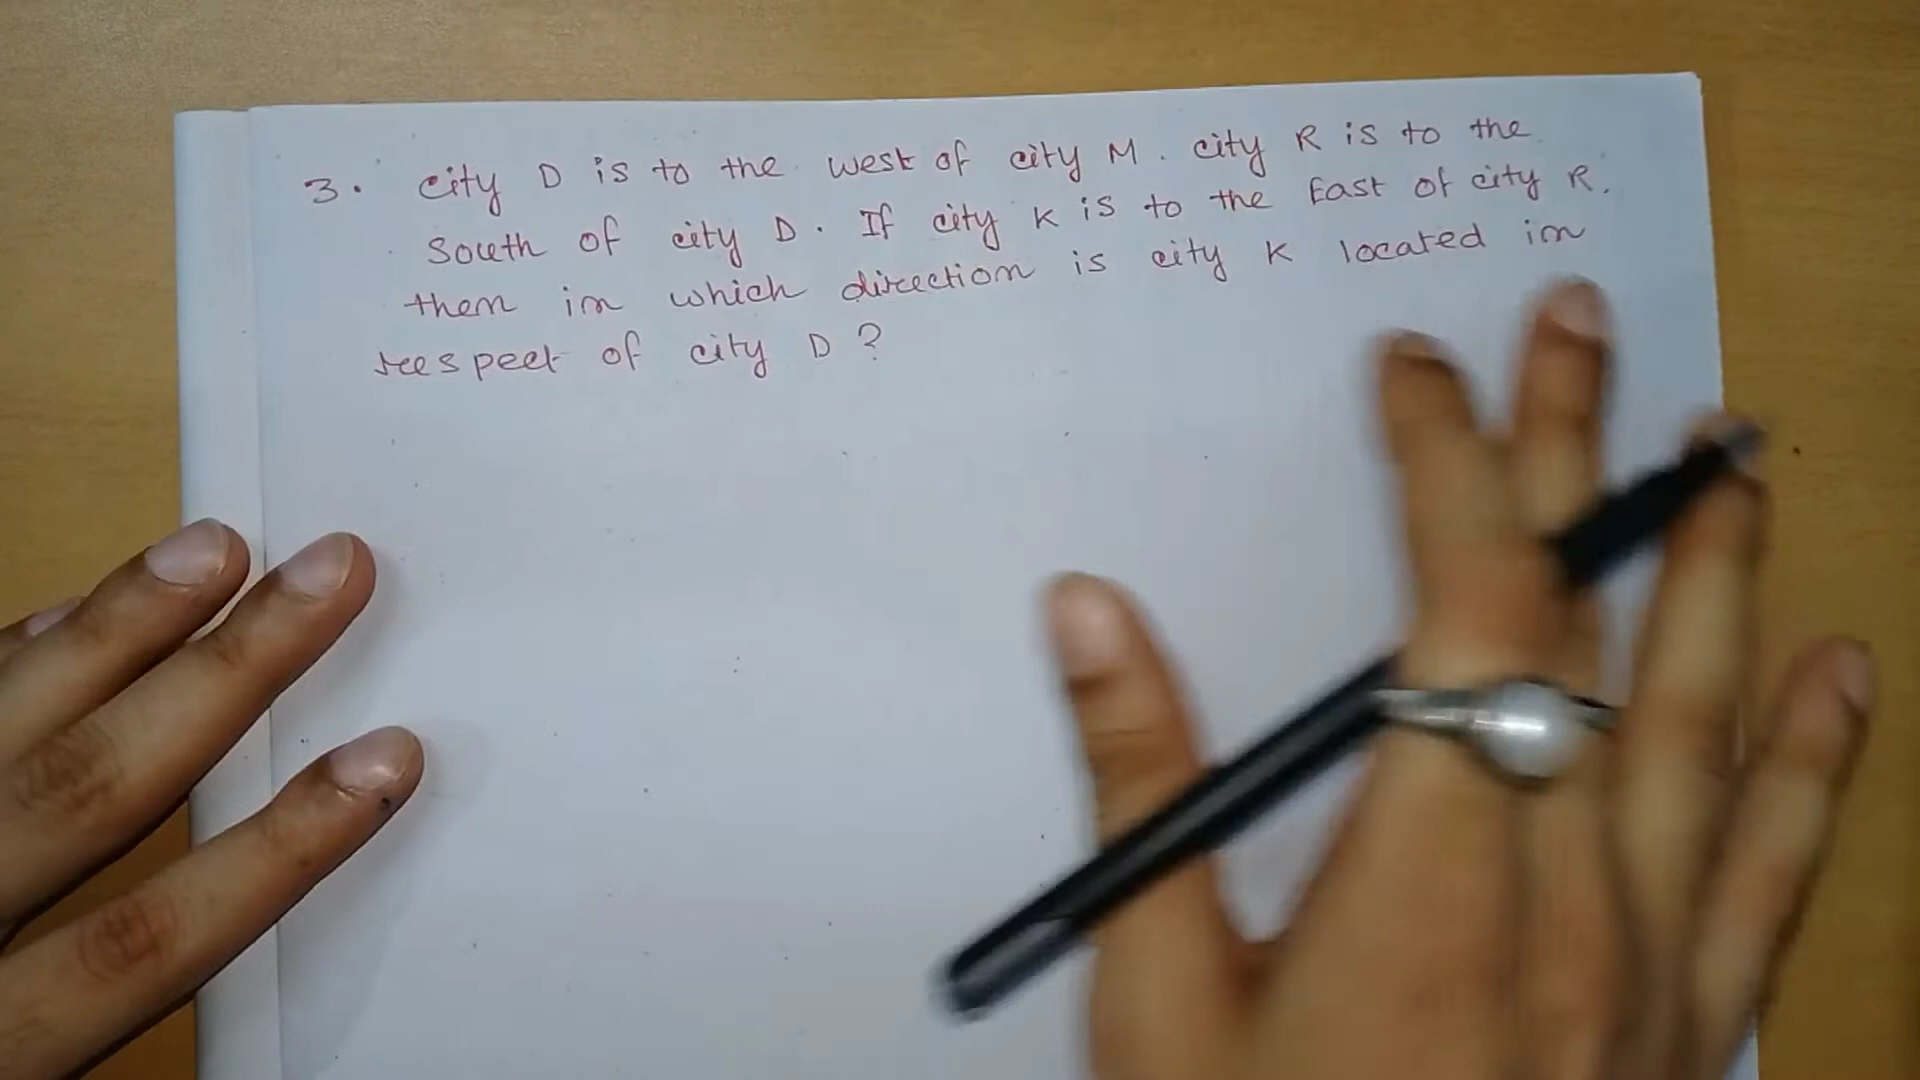 3. city D is to the west of city M. city R is to the
South of city D. If city K is to the East of city R.
then in which direction is city K located in
respect of city D ?